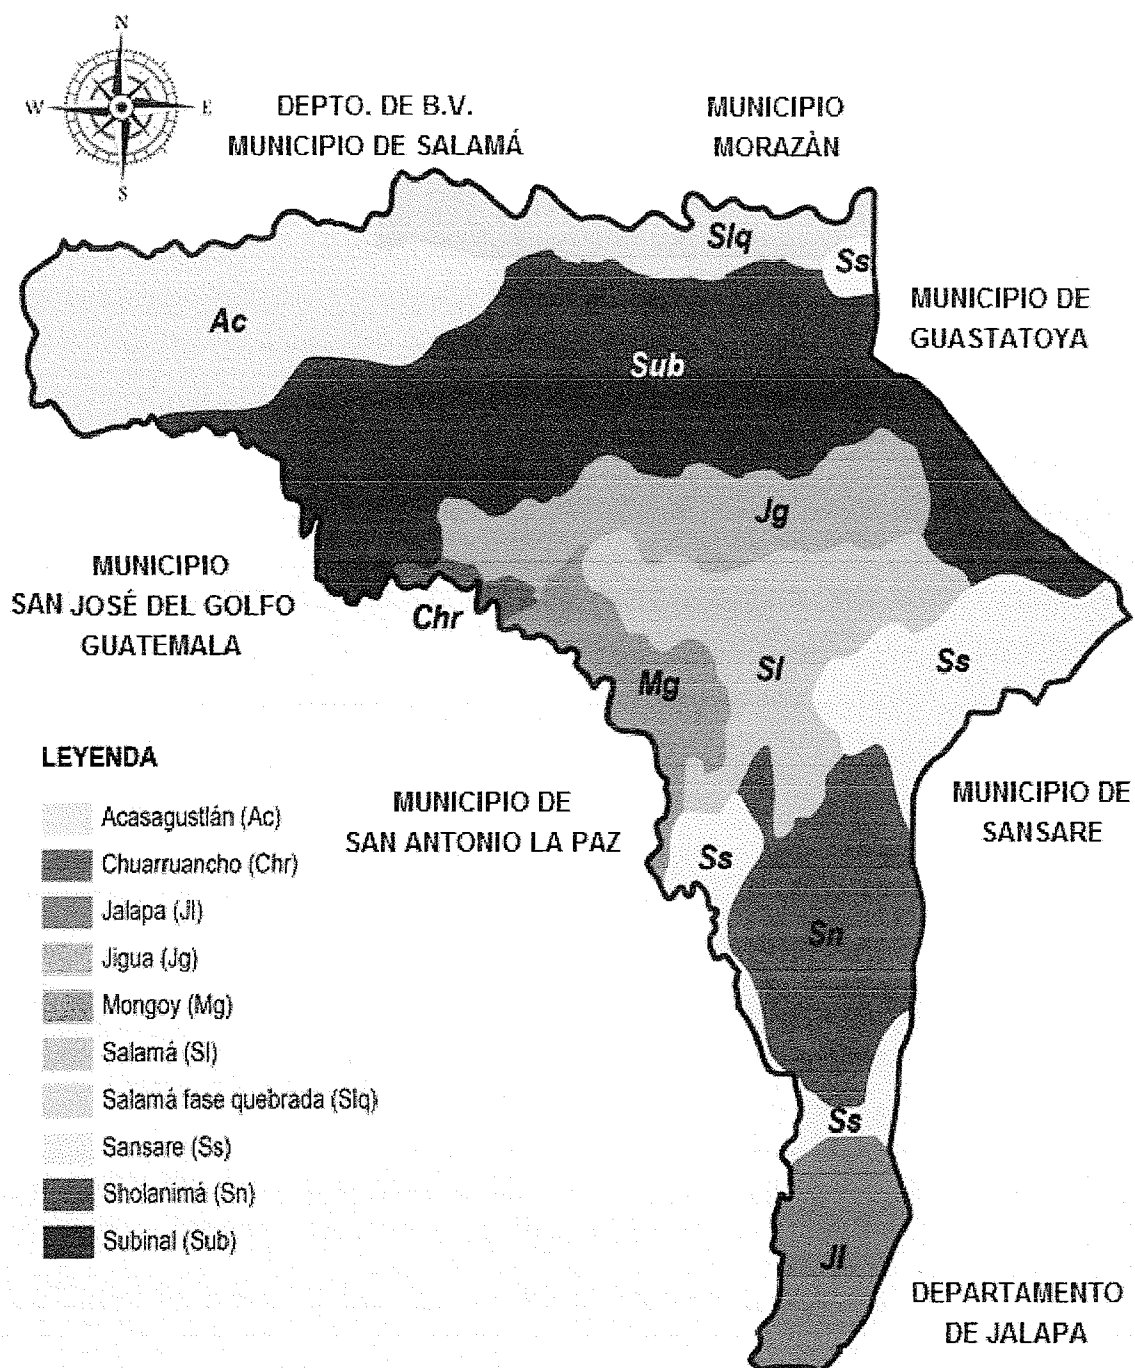 N
W E
S
DEPTO. DE B.V.
MUNICIPIO DE SALAMÁ
MUNICIPIO
MORAZÀN
Slq
Ss
MUNICIPIO DE
GUASTATOYA
Ac
Sub
Jg
MUNICIPIO
SAN JOSÉ DEL GOLFO
GUATEMALA
Chr
Mg
Sl
Ss
LEYENDA
Acasagustlán (Ac)
Chuarruancho (Chr)
Jalapa (Jl)
Jigua (Jg)
Mongoy (Mg)
Salamá (Sl)
Salamá fase quebrada (Slq)
Sansare (Ss)
Sholanimá (Sn)
Subinal (Sub)
MUNICIPIO DE
SAN ANTONIO LA PAZ
MUNICIPIO DE
SANSARE
Ss
Sn
Ss
Jl
DEPARTAMENTO
DE JALAPA